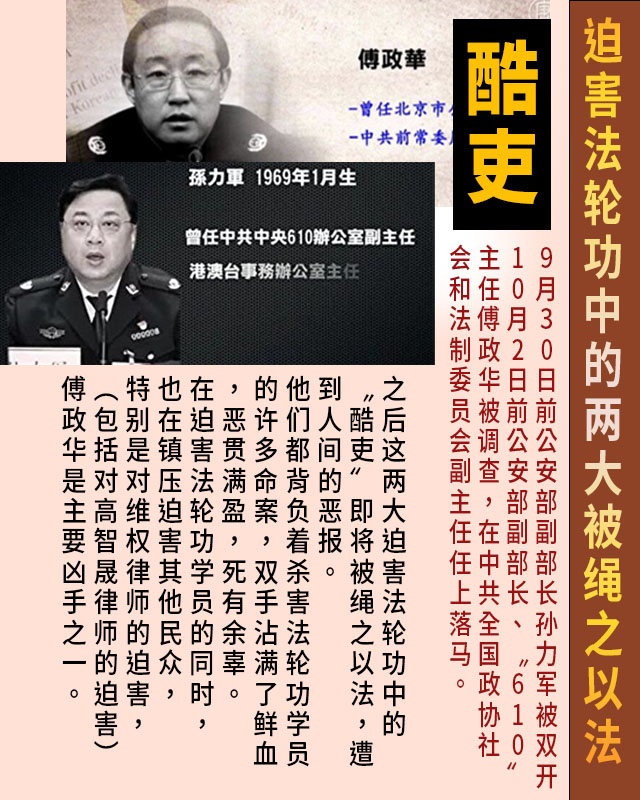 迫害法轮功中的两大被绳之以法
酷吏
傅政華
-曾任北京市
-中共前常委
孫力軍 1969年1月生
曾任中共中央610辦公室副主任
港澳台事務辦公室主任
9月30日前公安部副部长孙力军被双开
10月2日前公安部副部长、〝610〞
主任傅政华被调查，在中共全国政协社
会和法制委员会副主任任上落马。
之后这两大迫害法轮功中的
〝酷吏〞即将被绳之以法，遭
到人间的恶报。
他们都背负着杀害法轮功学员
的许多命案，双手沾满了鲜血
，恶贯满盈，死有余辜。
在迫害法轮功学员的同时，
也在镇压迫害其他民众，
特别是对维权律师的迫害，
（包括对高智晟律师的迫害）
傅政华是主要凶手之一。